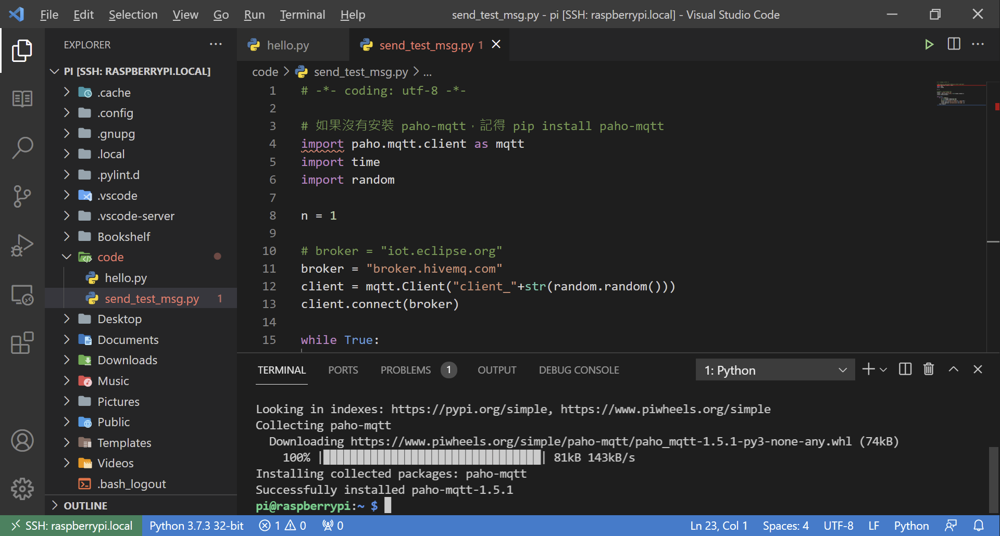 File Edit Selection View Go Run Terminal Help send_test_msg.py - pi [SSH: raspberrypi.local] - Visual Studio Code
EXPLORER
PI [SSH: RASPBERRYPI.LOCAL]
.cache
.config
.gnupg
.local
.pylint.d
.vscode
.vscode-server
Bookshelf
code
hello.py
send_test_msg.py 1
Desktop
Documents
Downloads
Music
Pictures
Public
Templates
Videos
.bash_logout
OUTLINE
hello.py send_test_msg.py 1
code > send_test_msg.py > ...
1 # -*- coding: utf-8 -*-
2
3 # 如果沒有安裝 paho-mqtt，記得 pip install paho-mqtt
4 import paho.mqtt.client as mqtt
5 import time
6 import random
7
8 n = 1
9
10 # broker = "iot.eclipse.org"
11 broker = "broker.hivemq.com"
12 client = mqtt.Client("client_"+str(random.random()))
13 client.connect(broker)
14
15 while True:
TERMINAL PORTS PROBLEMS 1 OUTPUT DEBUG CONSOLE 1: Python
Looking in indexes: https://pypi.org/simple, https://www.piwheels.org/simple
Collecting paho-mqtt
Downloading https://www.piwheels.org/simple/paho-mqtt/paho_mqtt-1.5.1-py3-none-any.whl (74kB)
100% |████████████████████████████████| 81kB 143kB/s
Installing collected packages: paho-mqtt
Successfully installed paho-mqtt-1.5.1
pi@raspberrypi:~ $
SSH: raspberrypi.local Python 3.7.3 32-bit 1 0 0 Ln 23, Col 1 Spaces: 4 UTF-8 LF Python